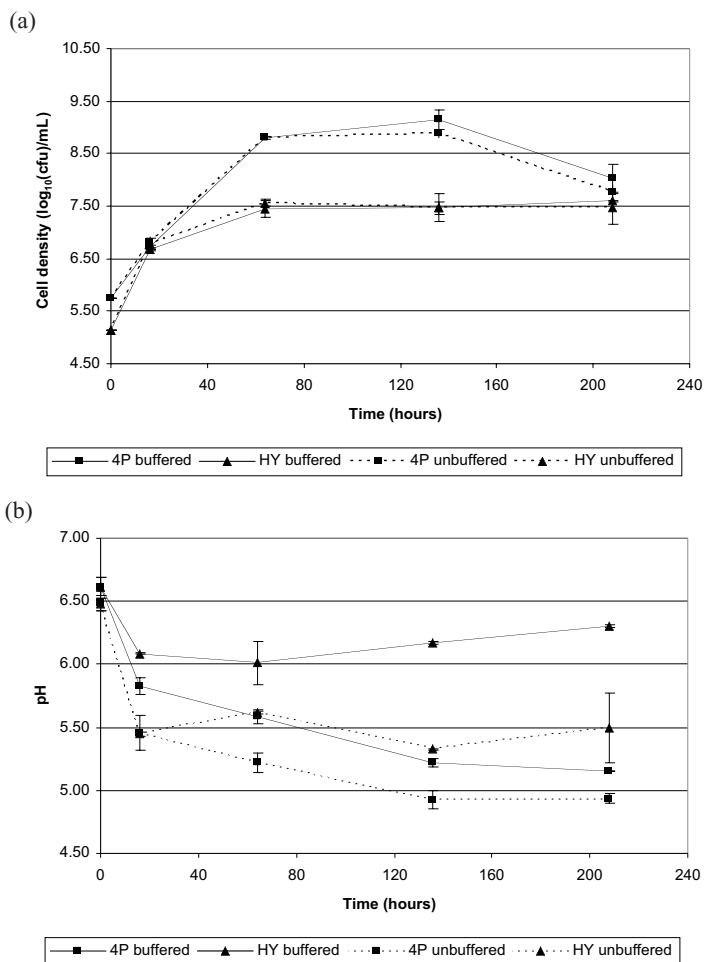 (a)
10.50
9.50
8.50
7.50
6.50
5.50
4.50
Cell density (log10(cfu)/mL)
0 40 80 120 160 200 240
Time (hours)
4P buffered HY buffered 4P unbuffered HY unbuffered
(b)
7.00
6.50
6.00
5.50
5.00
4.50
pH
0 40 80 120 160 200 240
Time (hours)
4P buffered HY buffered 4P unbuffered HY unbuffered